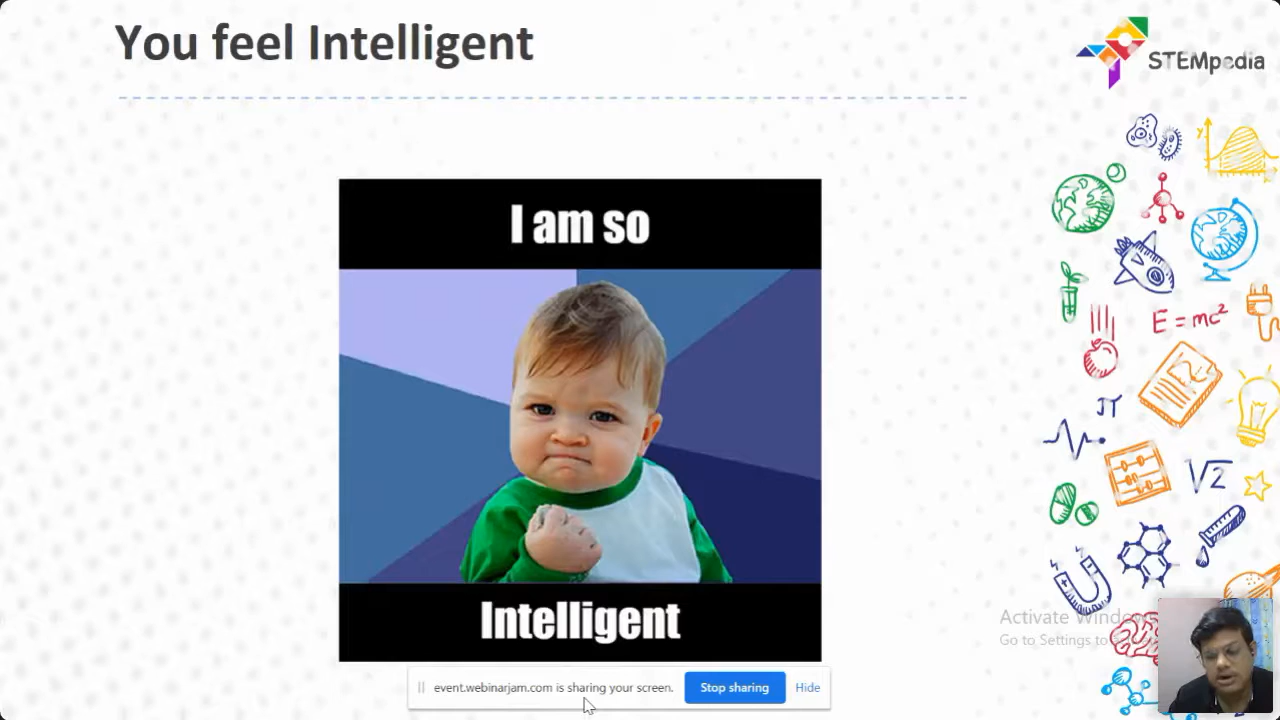 You feel Intelligent
STEMpedia
I am so
Intelligent
y
E = mc²
π
√2
Activate Windows
Go to Settings to
event.webinarjam.com is sharing your screen.
Stop sharing
Hide